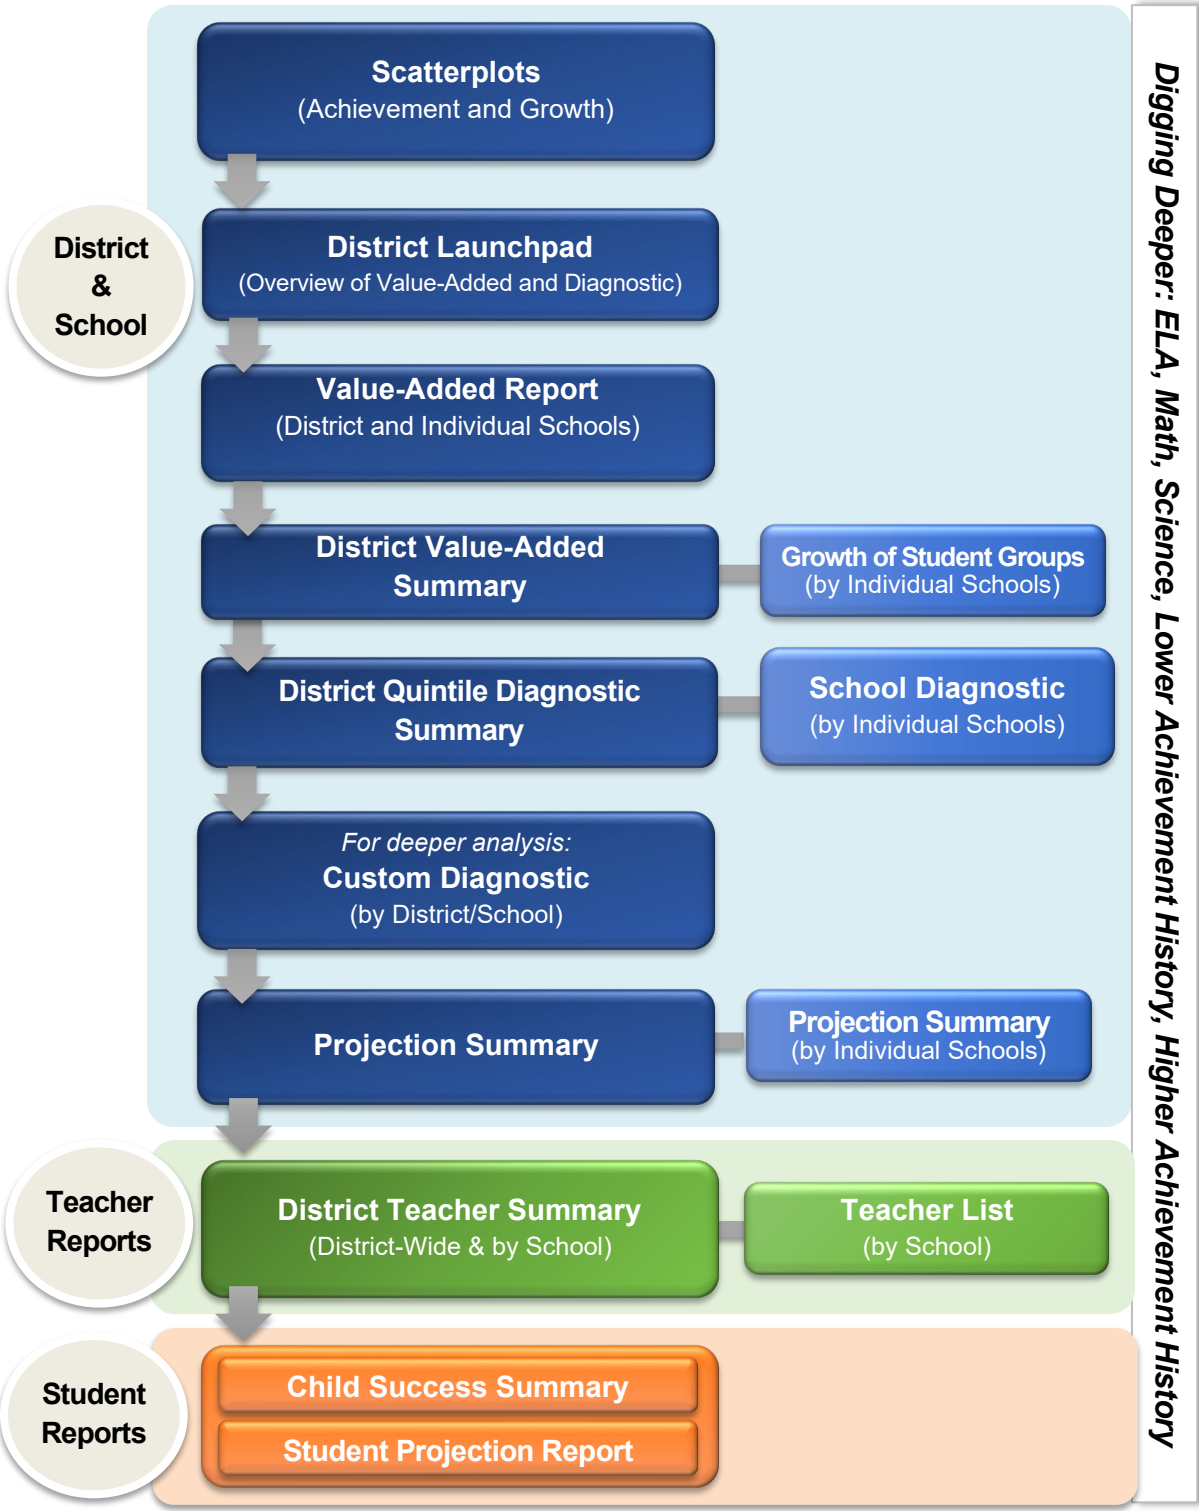 Scatterplots
(Achievement and Growth)
District
&
School
District Launchpad
(Overview of Value-Added and Diagnostic)
Value-Added Report
(District and Individual Schools)
District Value-Added
Summary
Growth of Student Groups
(by Individual Schools)
District Quintile Diagnostic
Summary
School Diagnostic
(by Individual Schools)
For deeper analysis:
Custom Diagnostic
(by District/School)
Projection Summary
Projection Summary
(by Individual Schools)
Teacher
Reports
District Teacher Summary
(District-Wide & by School)
Teacher List
(by School)
Student
Reports
Child Success Summary
Student Projection Report
Digging Deeper: ELA, Math, Science, Lower Achievement History, Higher Achievement History